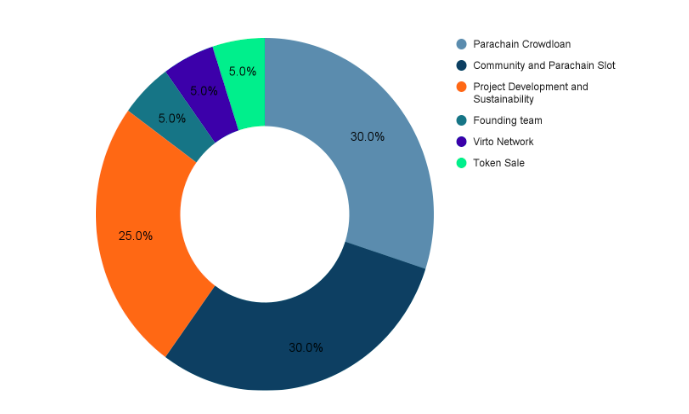 Parachain Crowdloan
Community and Parachain Slot
Project Development and
Sustainability
Founding team
Virto Network
Token Sale
5.0%
5.0%
5.0%
30.0%
25.0%
30.0%